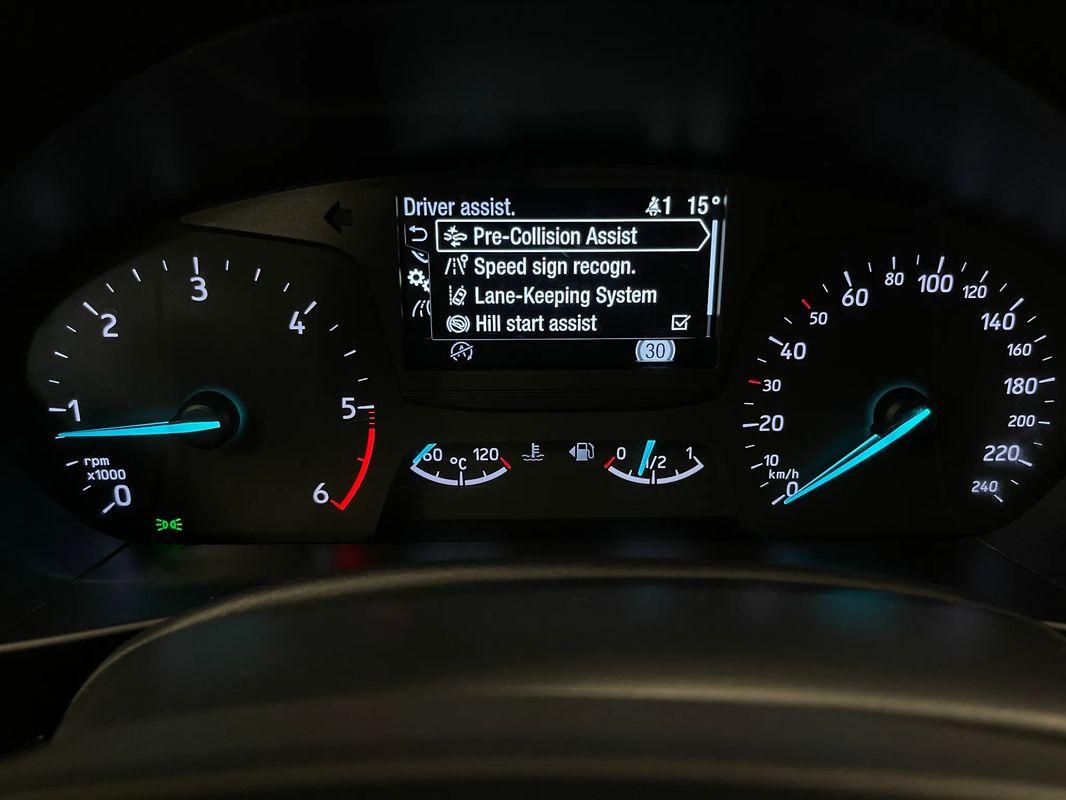 Driver assist. 1 15°
Pre-Collision Assist
Speed sign recogn.
Lane-Keeping System
Hill start assist
30
0
1
2
3
4
5
6
rpm
x1000
60 °C 120
0 1/2 1
0
10
20
30
40
50
60
80
100
120
140
160
180
200
220
240
km/h